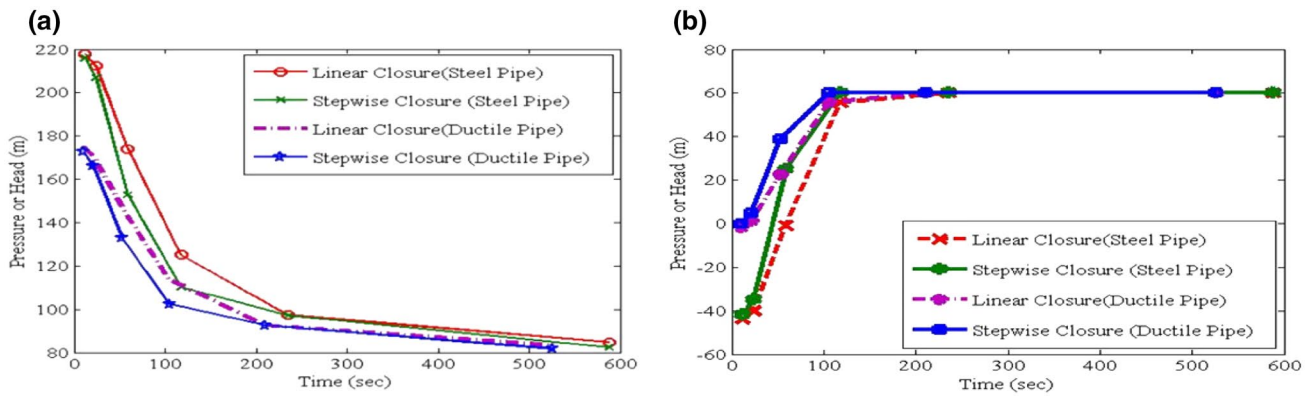 (a)
220
200
180
160
140
120
100
80
Pressure or Head (m)
0
100
200
300
400
500
600
Time (sec)
Linear Closure(Steel Pipe)
Stepwise Closure (Steel Pipe)
Linear Closure(Ductile Pipe)
Stepwise Closure (Ductile Pipe)
(b)
80
60
40
20
0
-20
-40
-60
Pressure or Head (m)
0
100
200
300
400
500
600
Time (sec)
Linear Closure(Steel Pipe)
Stepwise Closure (Steel Pipe)
Linear Closure(Ductile Pipe)
Stepwise Closure (Ductile Pipe)